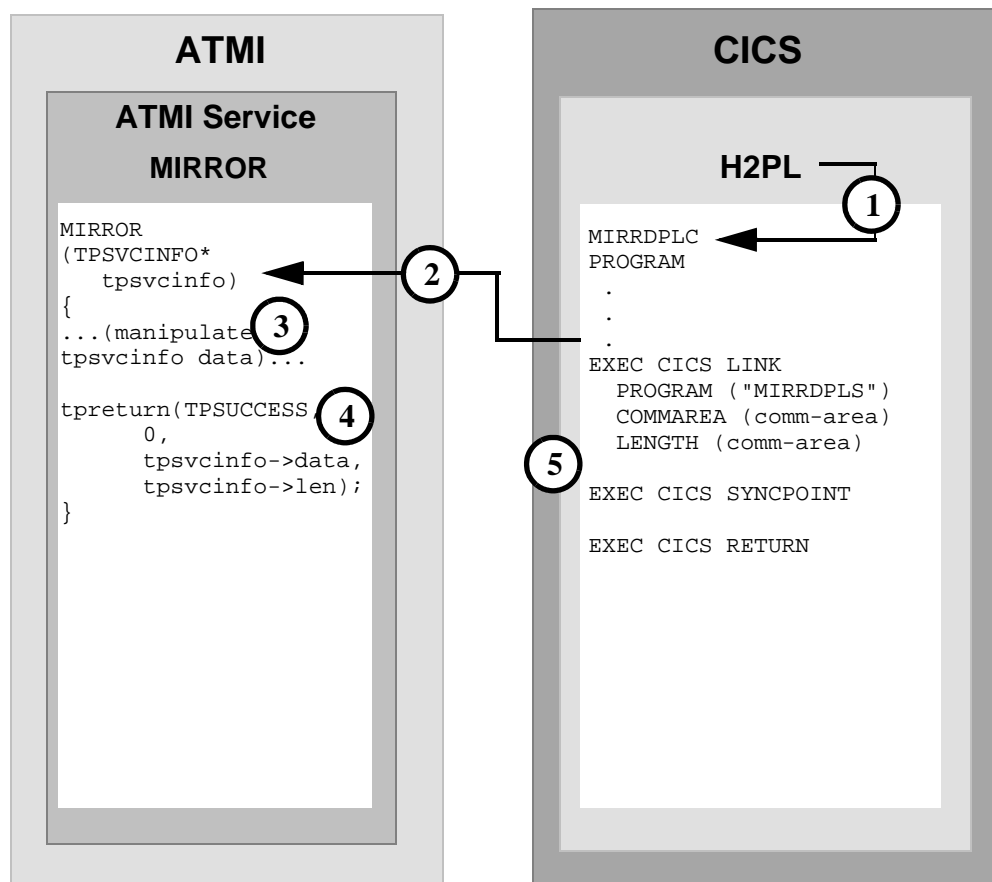 ATMI
ATMI Service
MIRROR
MIRROR
(TPSVCINFO*
tpsvcinfo)
{
...(manipulate
tpsvcinfo data)...
tpreturn(TPSUCCESS,
0,
tpsvcinfo->data,
tpsvcinfo->len);
}
3
4
2
CICS
H2PL
1
MIRRDPLC
PROGRAM
.
.
.
EXEC CICS LINK
PROGRAM ("MIRRDPLS")
COMMAREA (comm-area)
LENGTH (comm-area)
5
EXEC CICS SYNCPOINT
EXEC CICS RETURN